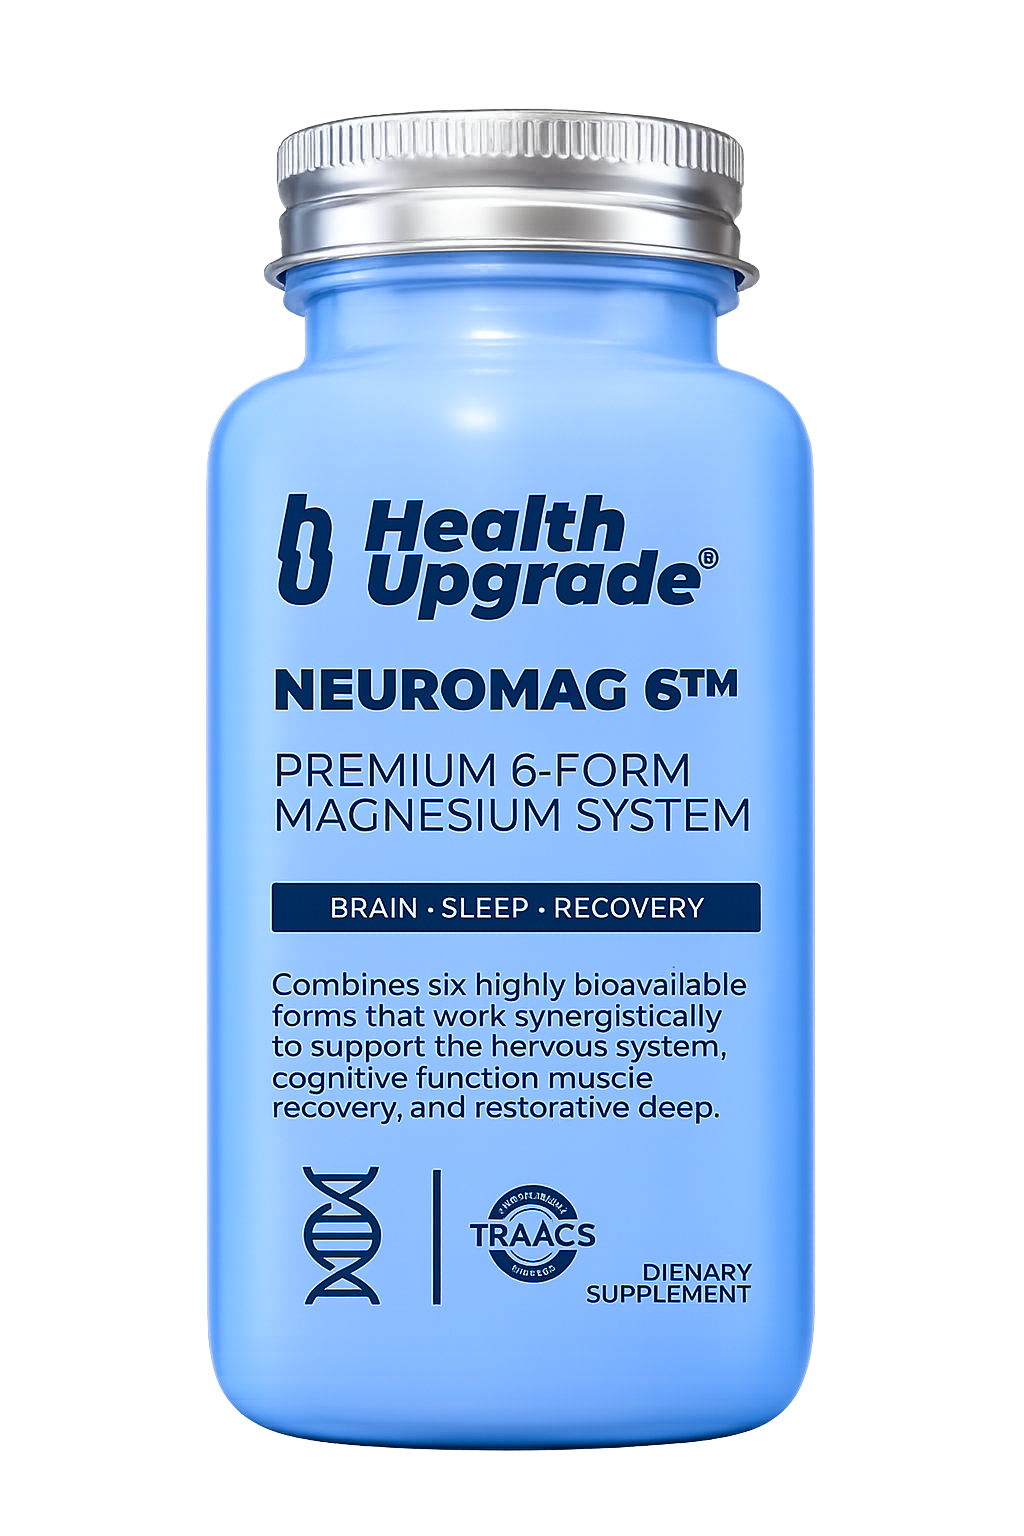 Health
Upgrade®
NEUROMAG 6™
PREMIUM 6-FORM
MAGNESIUM SYSTEM
BRAIN · SLEEP · RECOVERY
Combines six highly bioavailable
forms that work synergistically
to support the hervous system,
cognitive function muscie
recovery, and restorative deep.
TRAACS
DIENARY
SUPPLEMENT